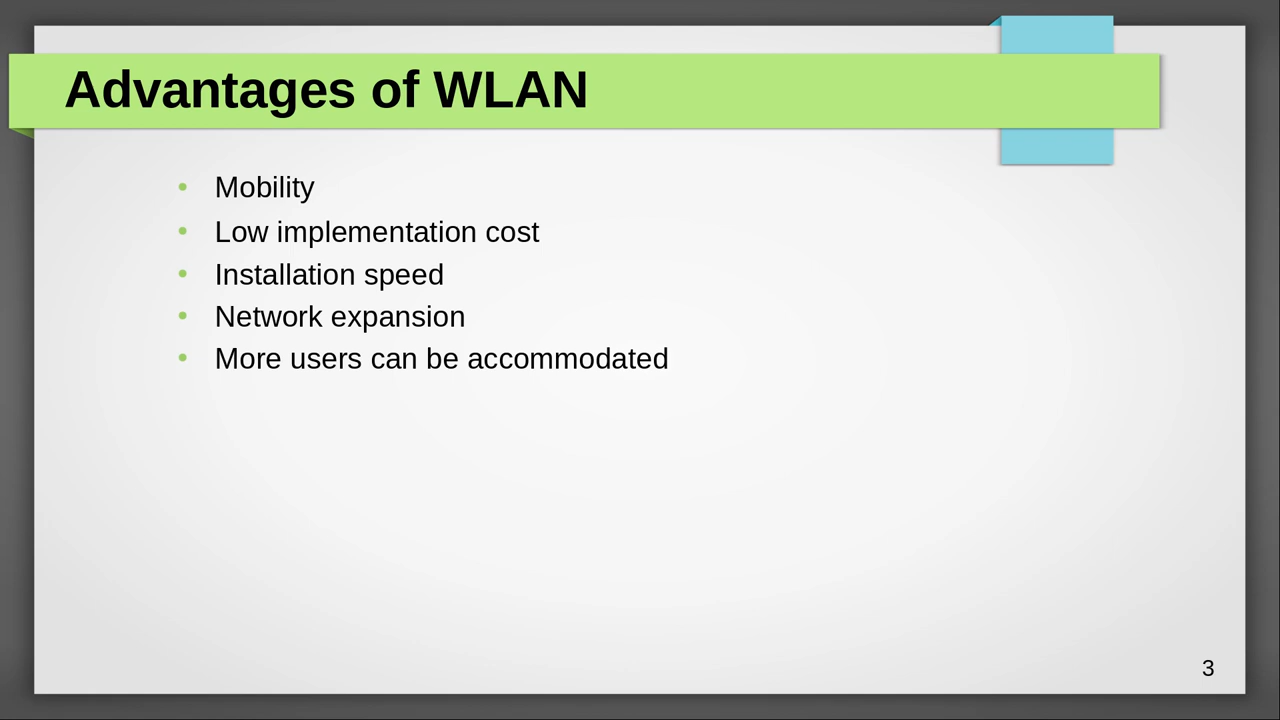 Advantages of WLAN
• Mobility
• Low implementation cost
• Installation speed
• Network expansion
• More users can be accommodated
3